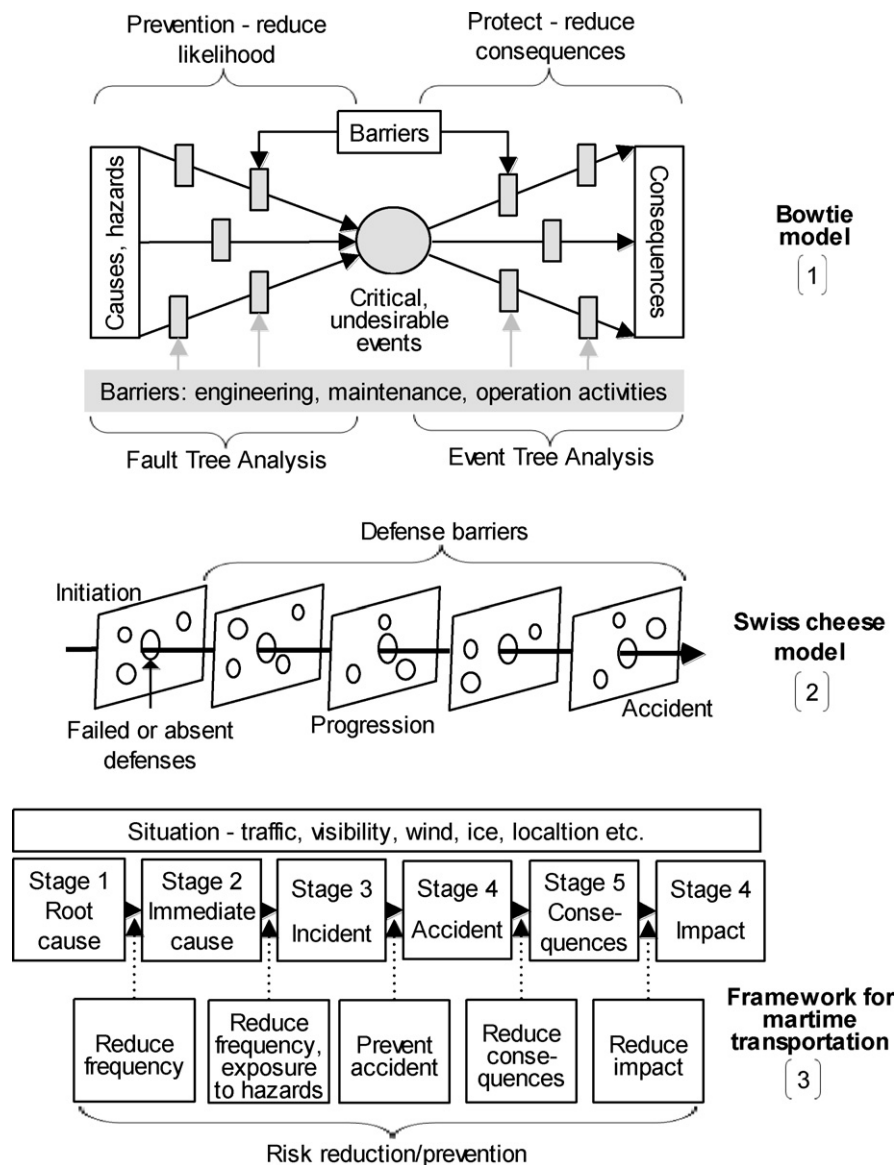 Prevention - reduce
likelihood
Protect - reduce
consequences
Barriers
Causes, hazards
Consequences
Critical,
undesirable
events
Bowtie
model
[1]
Barriers: engineering, maintenance, operation activities
Fault Tree Analysis
Event Tree Analysis
Defense barriers
Initiation
Failed or absent
defenses
Progression
Accident
Swiss cheese
model
[2]
Situation - traffic, visibility, wind, ice, localtion etc.
Stage 1
Root
cause
Stage 2
Immediate
cause
Stage 3
Incident
Stage 4
Accident
Stage 5
Conse-
quences
Stage 4
Impact
Reduce
frequency
Reduce
frequency,
exposure
to hazards
Prevent
accident
Reduce
conse-
quences
Reduce
impact
Framework for
martime
transportation
[3]
Risk reduction/prevention